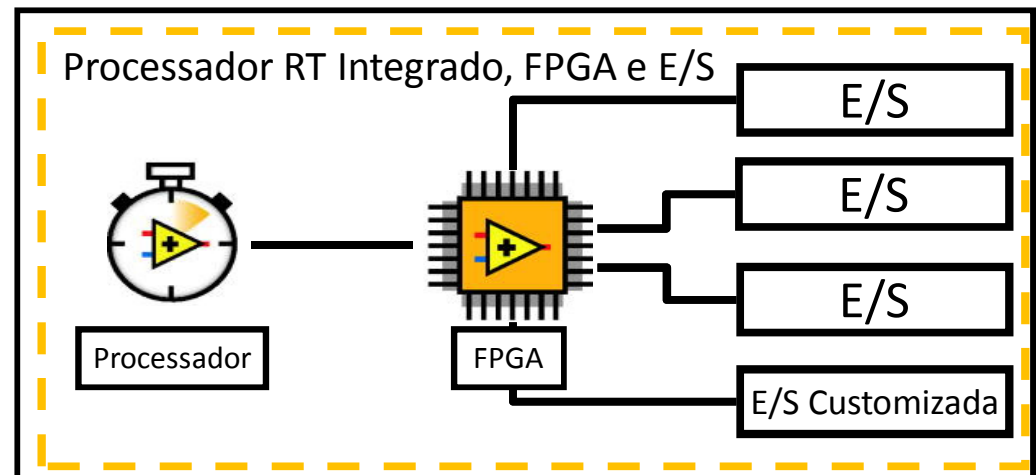 Processador RT Integrado, FPGA e E/S
E/S
E/S
E/S
Processador
FPGA
E/S Customizada